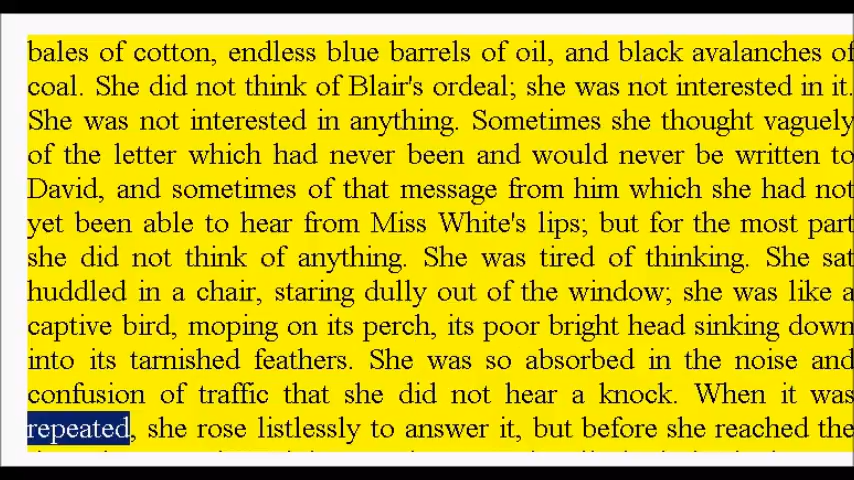 bales of cotton, endless blue barrels of oil, and black avalanches of
coal. She did not think of Blair's ordeal; she was not interested in it.
She was not interested in anything. Sometimes she thought vaguely
of the letter which had never been and would never be written to
David, and sometimes of that message from him which she had not
yet been able to hear from Miss White's lips; but for the most part
she did not think of anything. She was tired of thinking. She sat
huddled in a chair, staring dully out of the window; she was like a
captive bird, moping on its perch, its poor bright head sinking down
into its tarnished feathers. She was so absorbed in the noise and
confusion of traffic that she did not hear a knock. When it was
repeated, she rose listlessly to answer it, but before she reached the